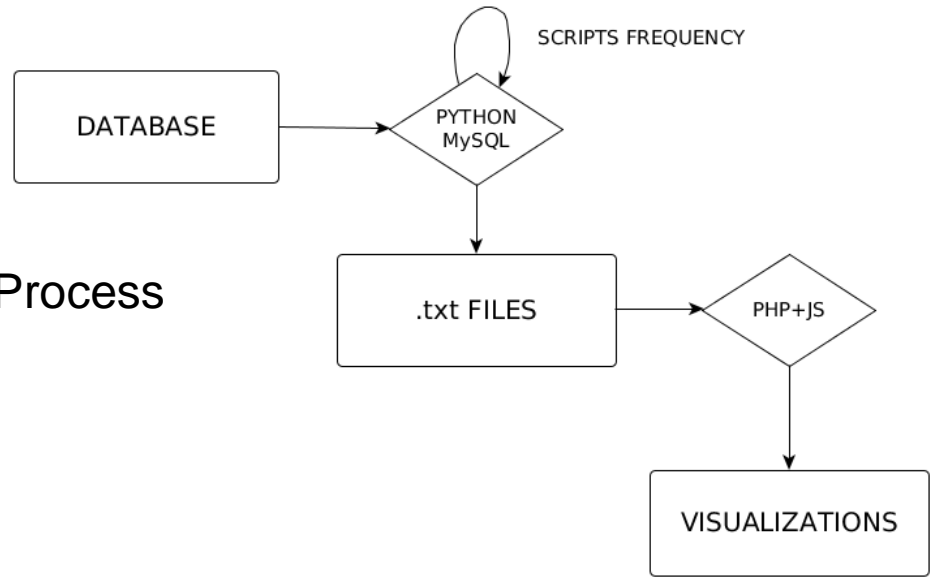 SCRIPTS FREQUENCY
DATABASE
PYTHON
MySQL
Process
.txt FILES
PHP+JS
VISUALIZATIONS